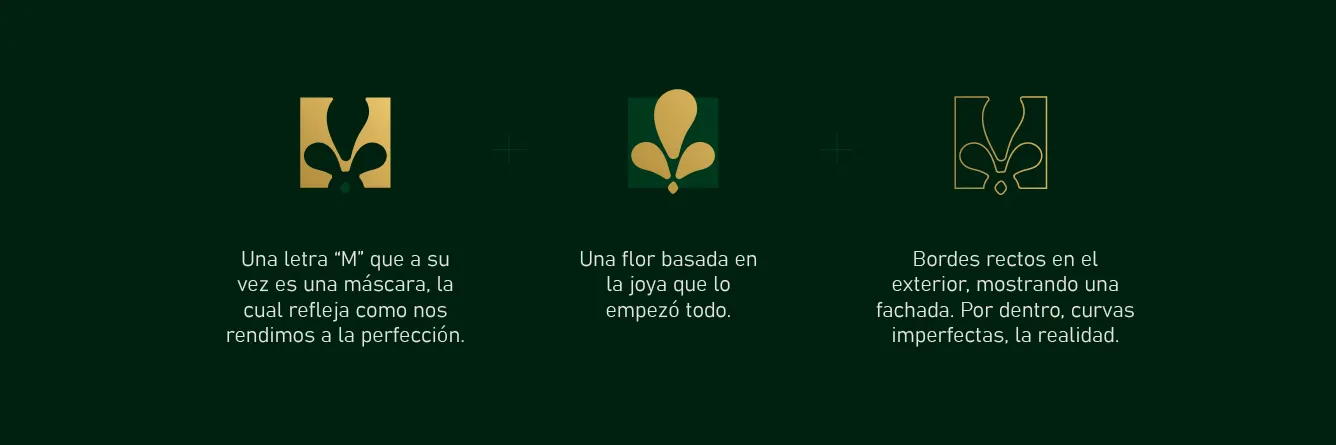 Una letra “M” que a su
vez es una máscara, la
cual refleja como nos
rendimos a la perfección.
Una flor basada en
la joya que lo
empezó todo.
Bordes rectos en el
exterior, mostrando una
fachada. Por dentro, curvas
imperfectas, la realidad.